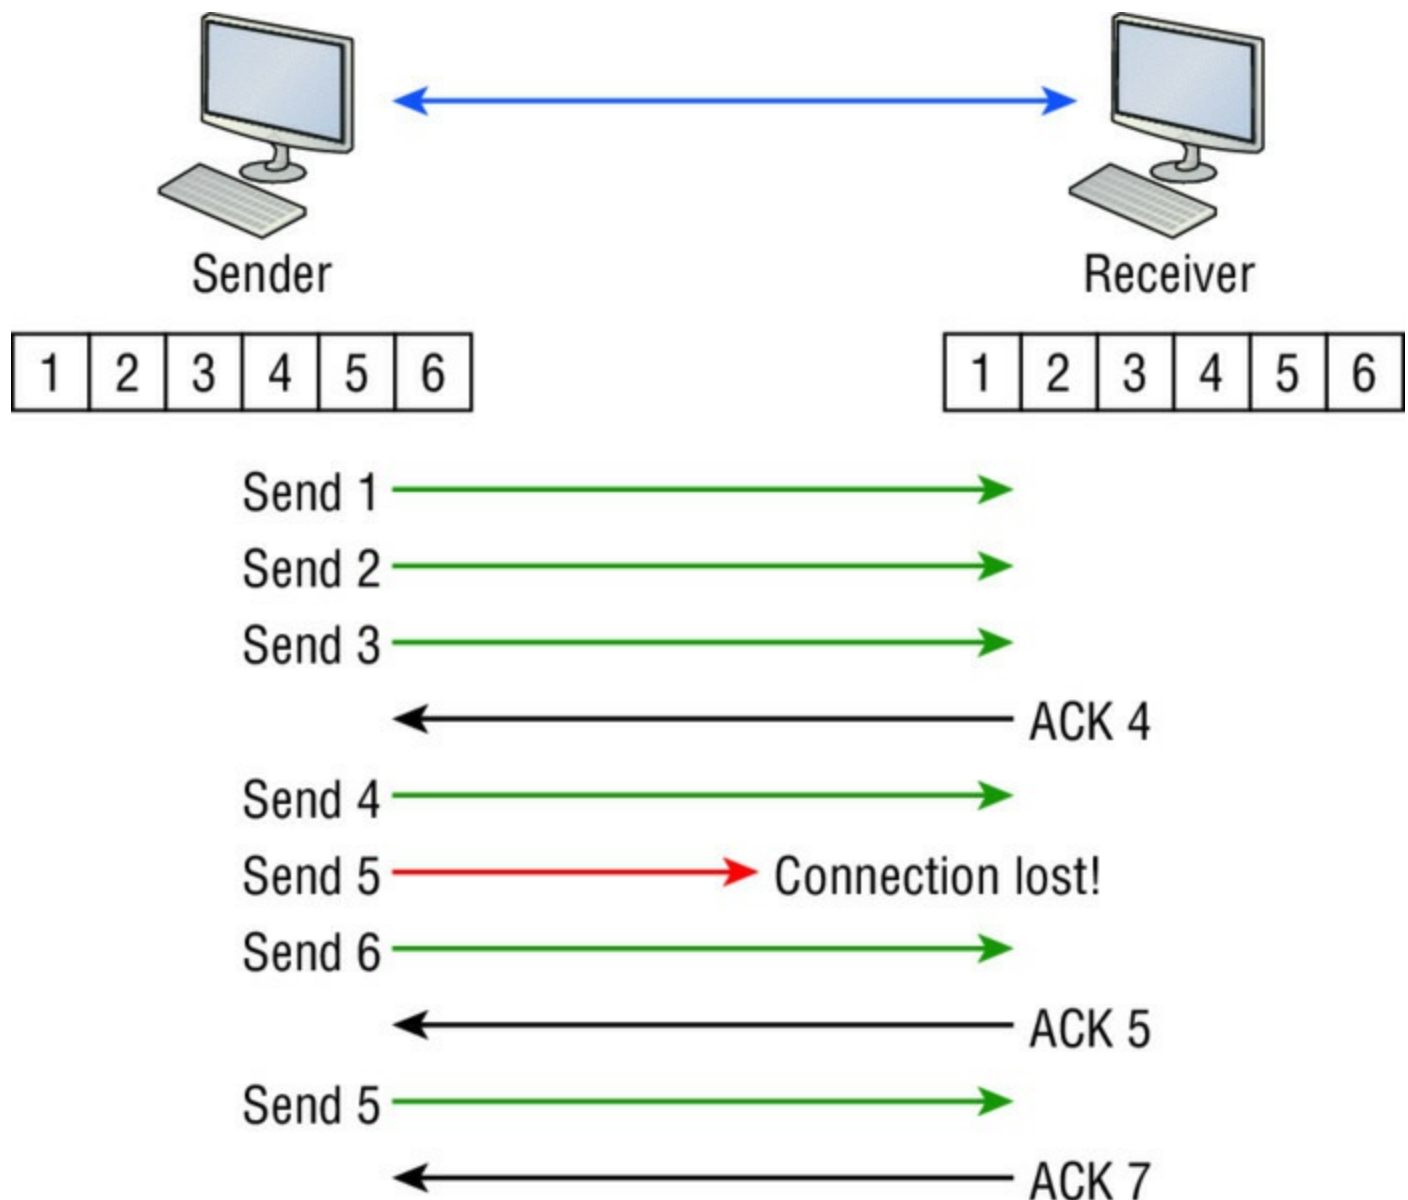 Sender Receiver
1 2 3 4 5 6 1 2 3 4 5 6
Send 1
Send 2
Send 3
ACK 4
Send 4
Send 5 Connection lost!
Send 6
ACK 5
Send 5
ACK 7